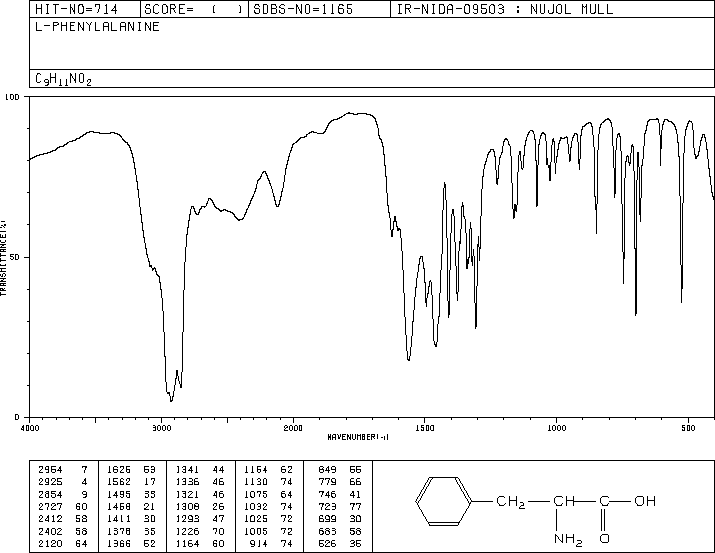 HIT-NO=714 SCORE= ( ) SDBS-NO=1165 IR-NIDA-09503 : NUJOL MULL
L-PHENYLALANINE
C9H11NO2
100
50
0
TRANSMITTANCE(%)
4000 3000 2000 1500 1000 500
WAVENUMBER(-1)
2954 7 1341 44 1154 62 849 55
2925 4 1562 17 1336 46 1130 74 779 66
2854 9 1495 33 1321 46 1075 64 746 41
2727 60 1458 21 1308 26 1032 74 723 77
2412 58 1411 30 1293 47 1025 72 699 30
2402 58 1378 35 1226 70 1005 72 683 58
2120 64 1366 52 1164 60 914 74 526 35
CH2 CH C OH
NH2 O